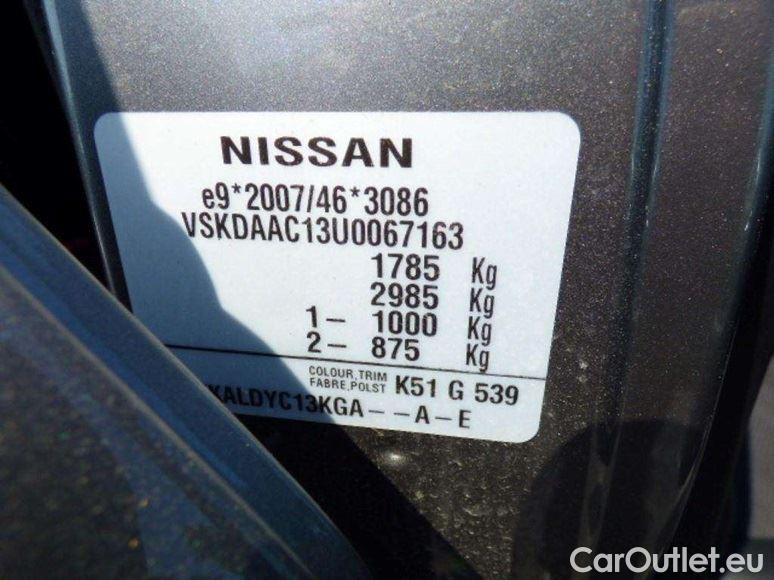 NISSAN
e9*2007/46*3086
VSKDAAC13U0067163
1785 Kg
2985 Kg
1- 1000 Kg
2- 875 Kg
COLOUR,TRIM
FABRE,POLST K51 G 539
KALDYC13KGA--A-E
CarOutlet.eu